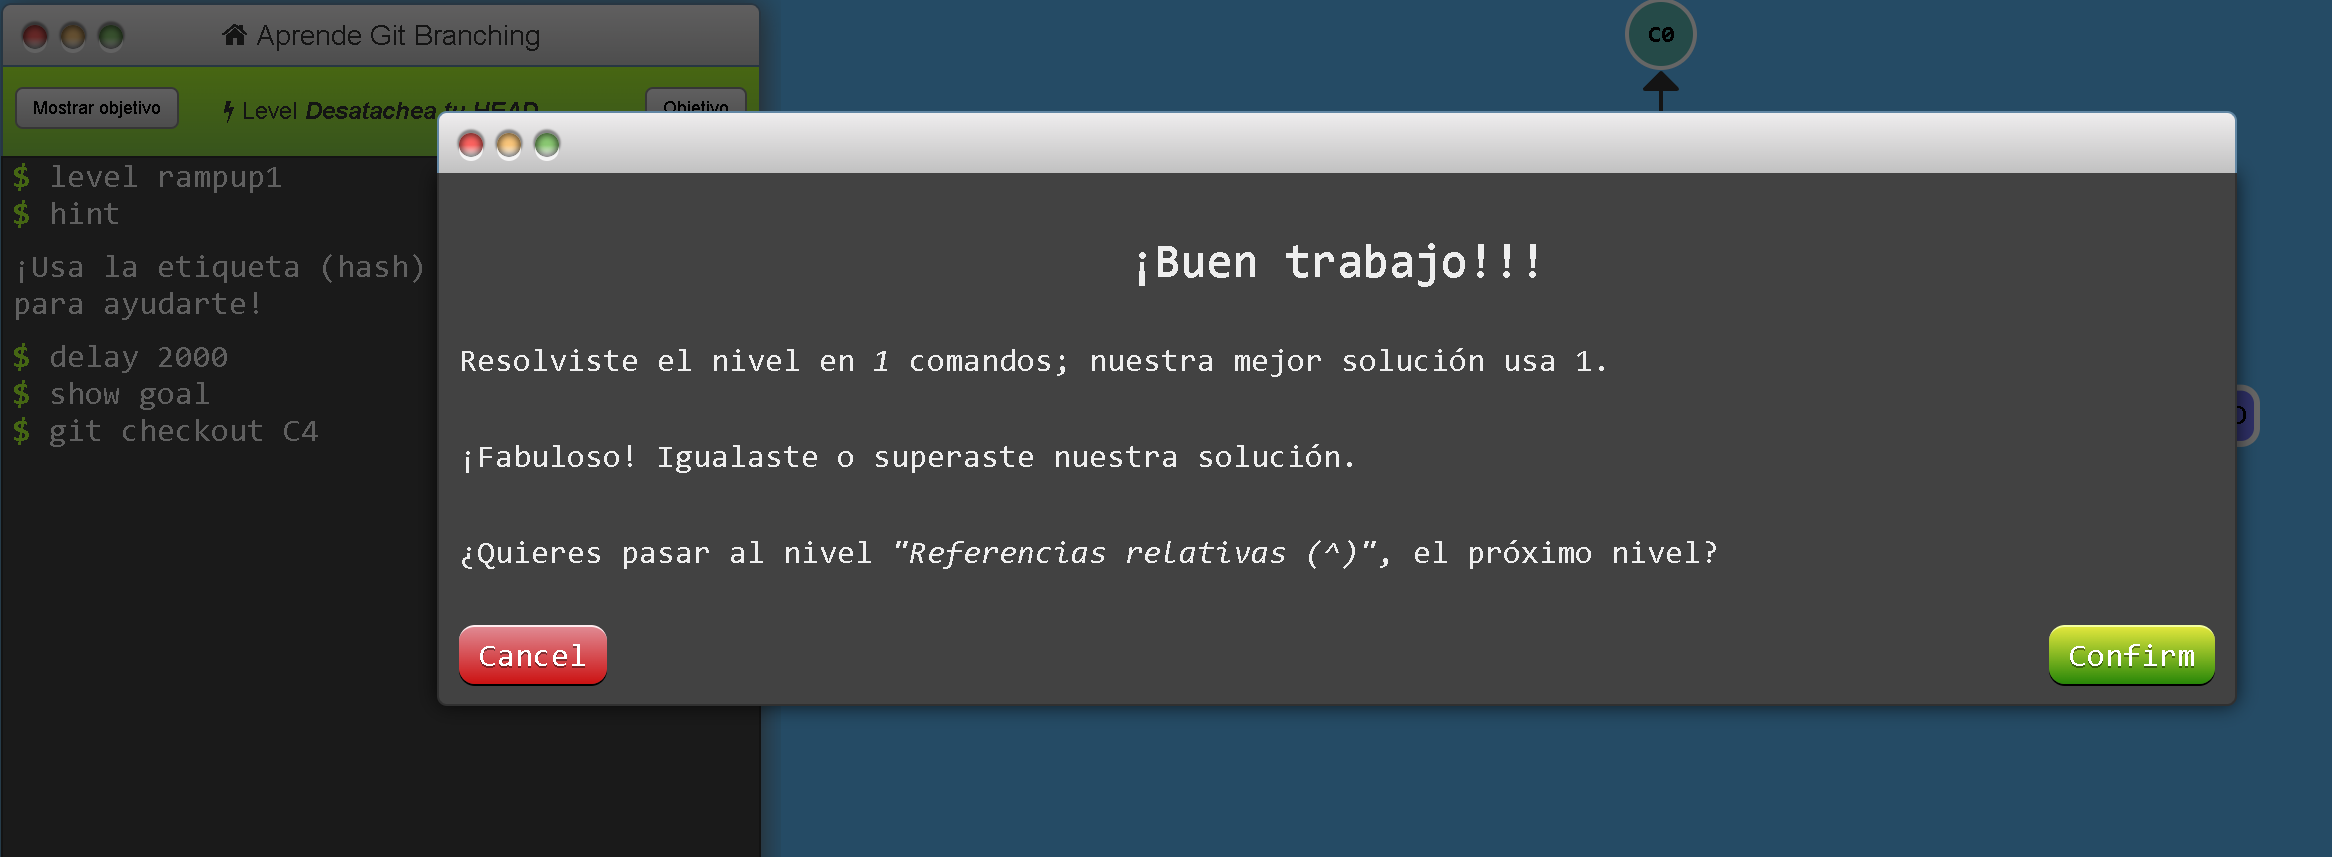 Aprende Git Branching
Mostrar objetivo
Level Desatachea tu HEAD
Objetivo
$ level rampup1
$ hint
¡Usa la etiqueta (hash)
para ayudarte!
$ delay 2000
$ show goal
$ git checkout C4
C0
¡Buen trabajo!!!
Resolviste el nivel en 1 comandos; nuestra mejor solución usa 1.
¡Fabuloso! Igualaste o superaste nuestra solución.
¿Quieres pasar al nivel "Referencias relativas (^)", el próximo nivel?
Cancel
Confirm